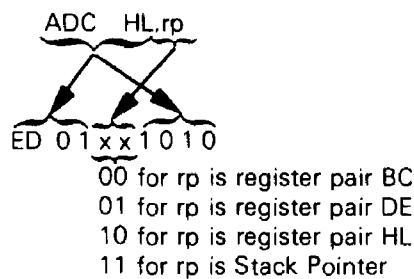 ADC HL,rp
ED 01xx1010
00 for rp is register pair BC
01 for rp is register pair DE
10 for rp is register pair HL
11 for rp is Stack Pointer